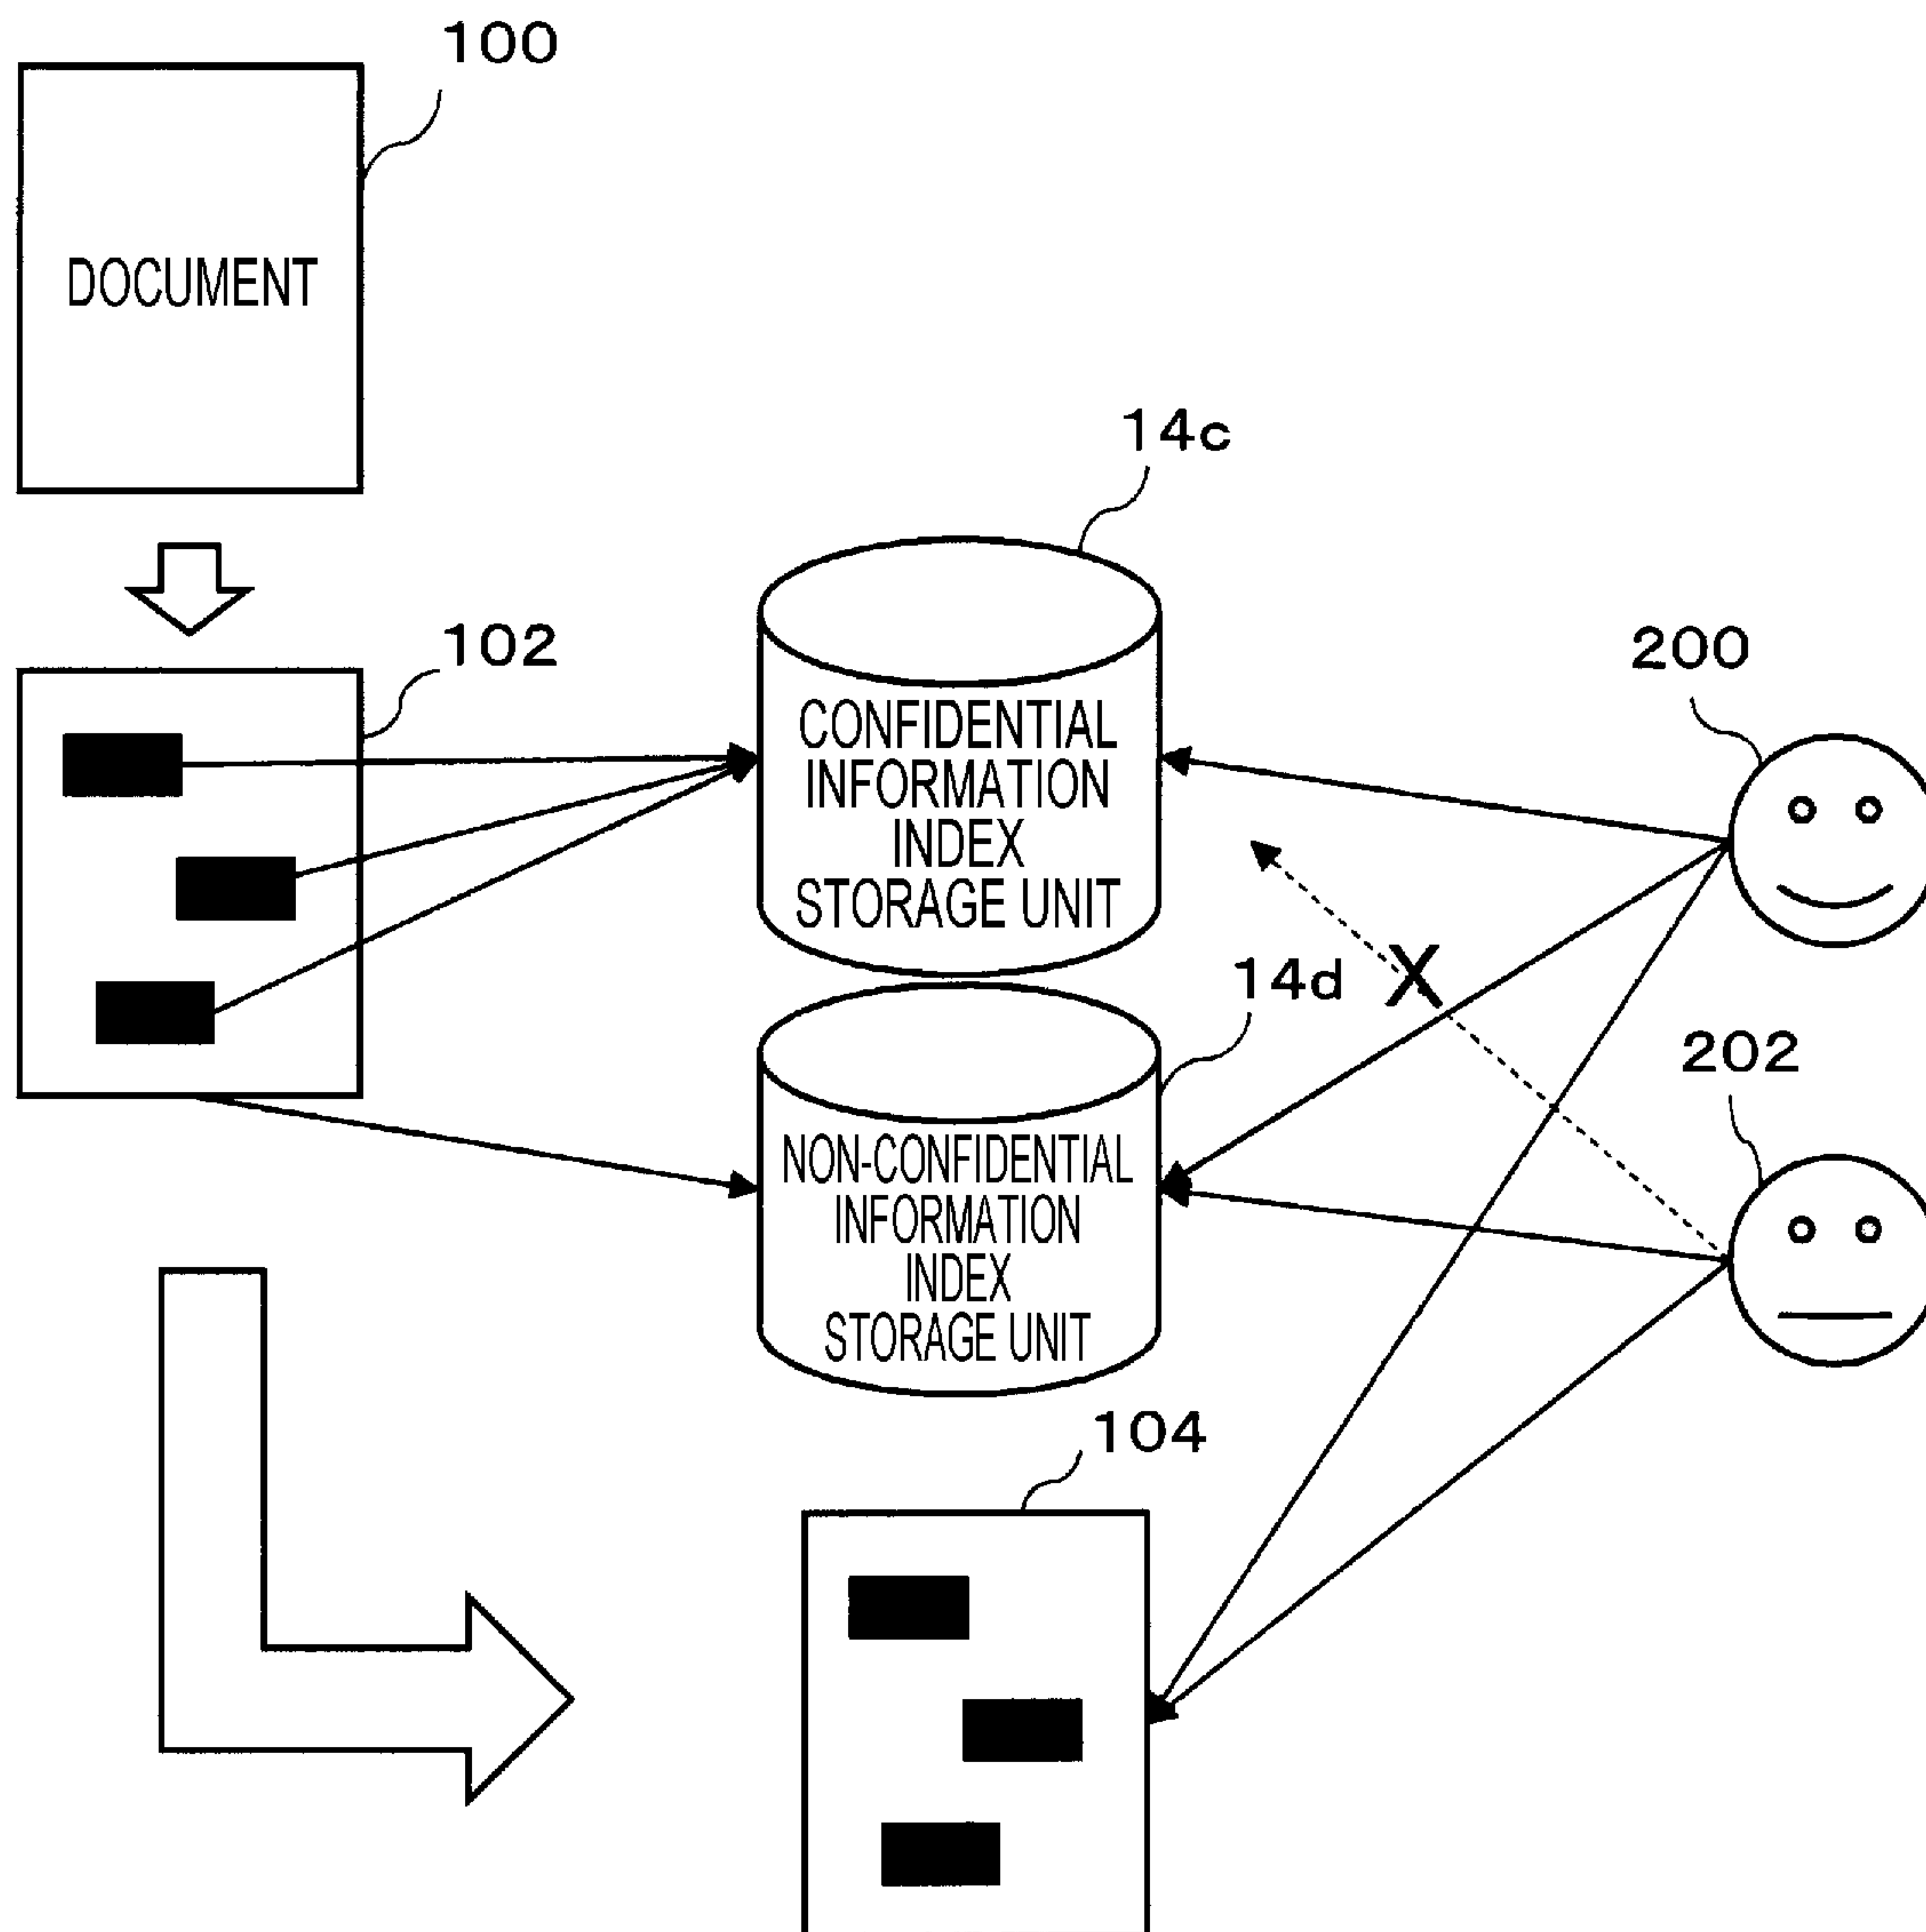 100
DOCUMENT
14c
102
200
CONFIDENTIAL
INFORMATION
INDEX
STORAGE UNIT
14d
X
202
NON-CONFIDENTIAL
INFORMATION
INDEX
STORAGE UNIT
104